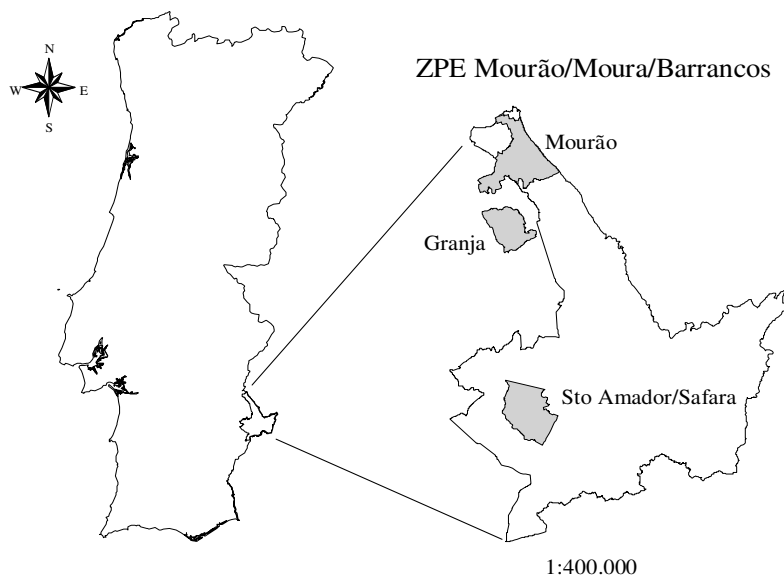 N
W E
S
ZPE Mourão/Moura/Barrancos
Mourão
Granja
Sto Amador/Safara
1:400.000